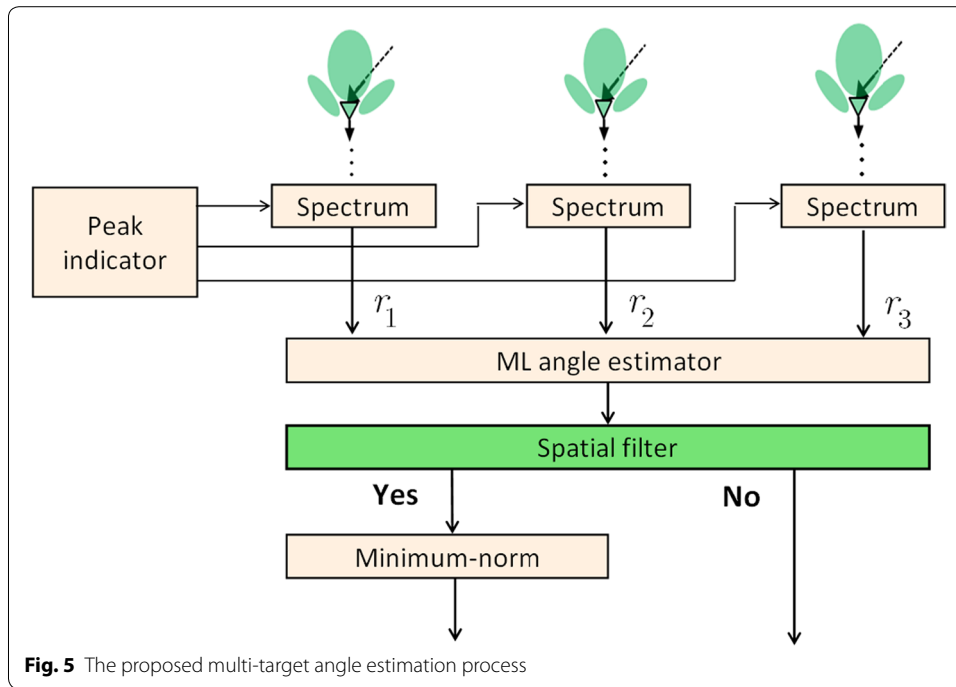 Peak
indicator
Spectrum
Spectrum
Spectrum
r1
r2
r3
ML angle estimator
Spatial filter
Yes
No
Minimum-norm
Fig. 5 The proposed multi-target angle estimation process